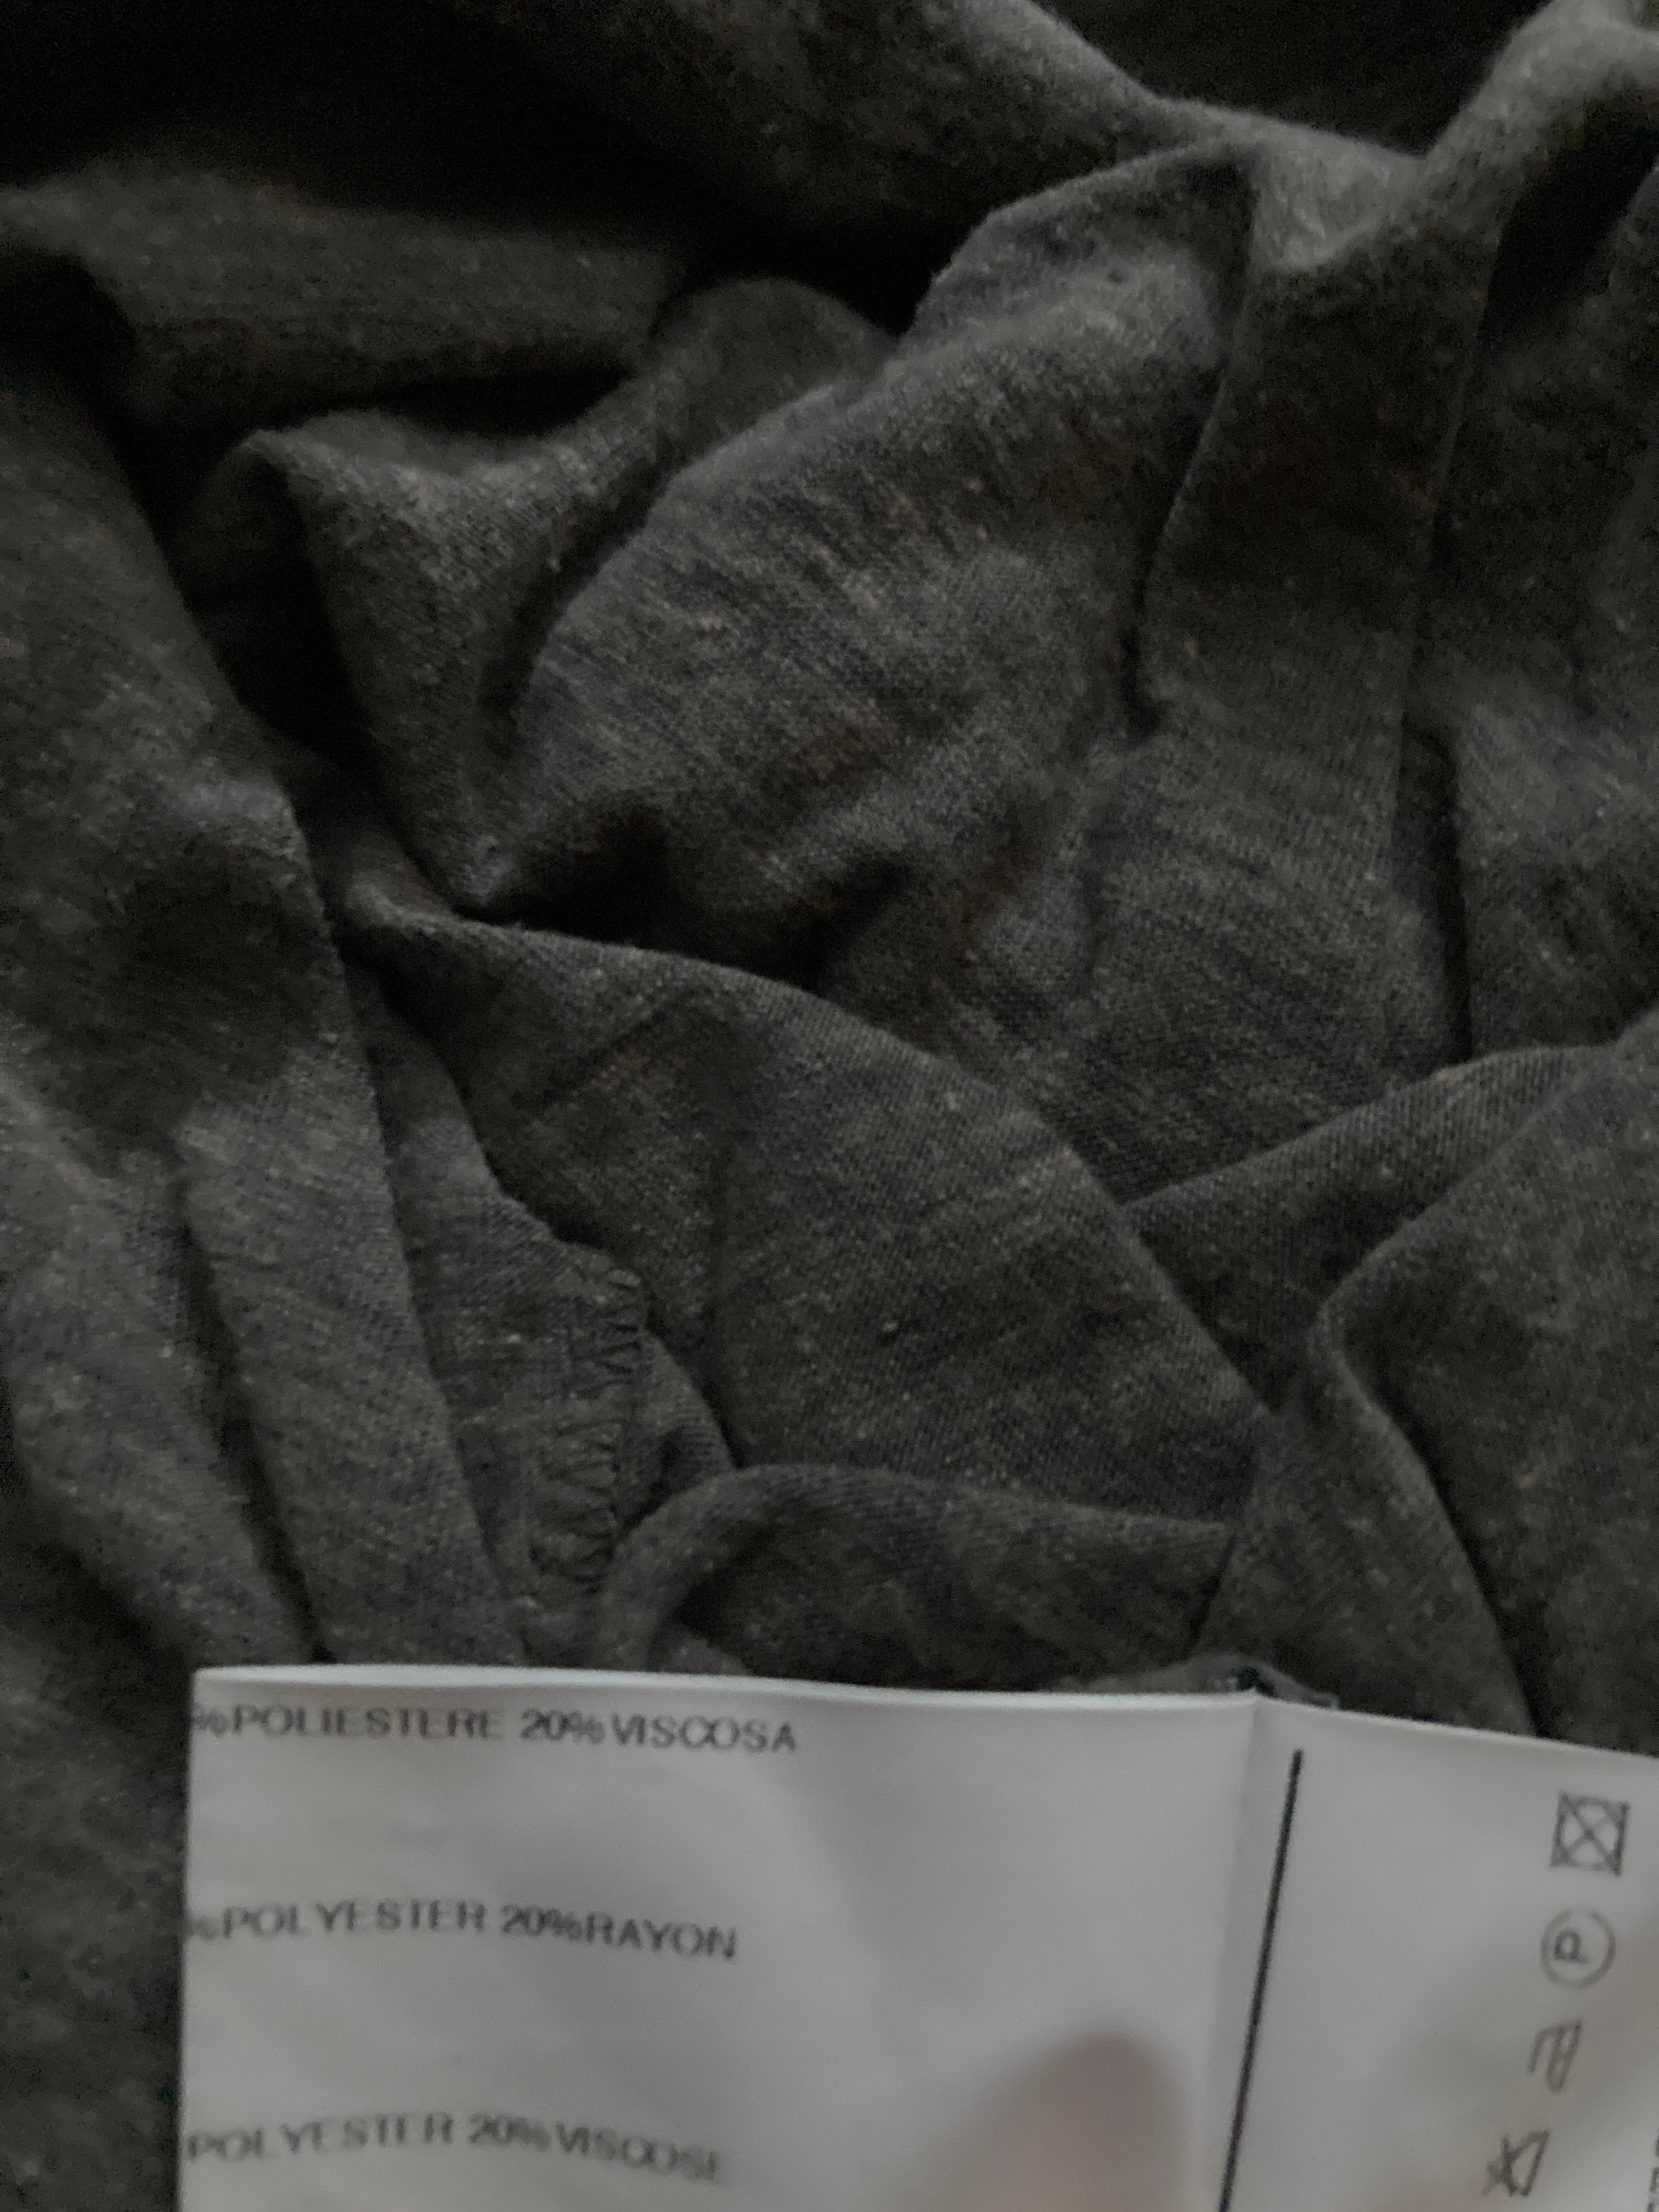 %POLIESTERE 20%VISCOSA
%POLYESTER 20%RAYON
POLYESTER 20%VISCOSE
P